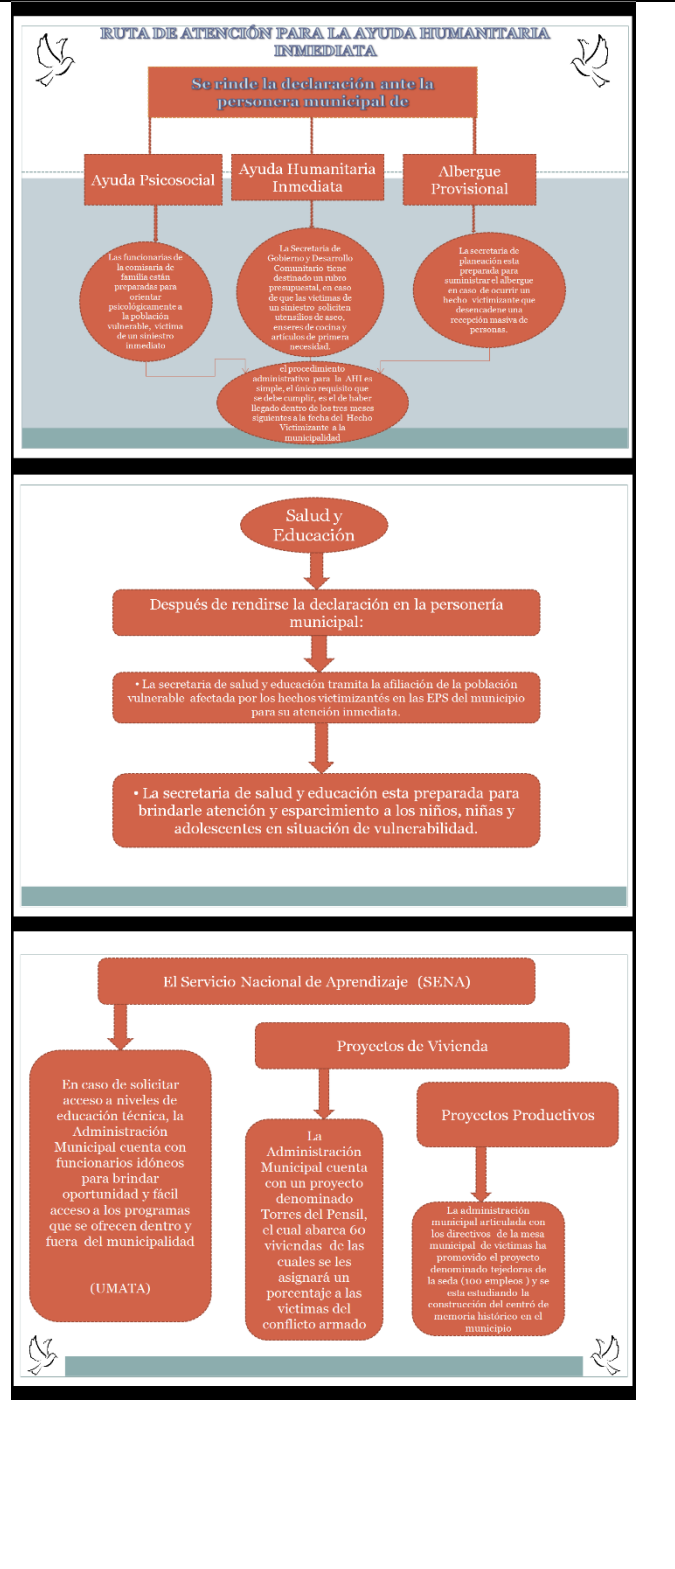 RUTA DE ATENCIÓN PARA LA AYUDA HUMANITARIA
INMEDIATA
Se rinde la declaración ante la
personera municipal de
Ayuda Psicosocial
Ayuda Humanitaria
Inmediata
Albergue
Provisional
Las funcionarias de
la comisaria de
familia están
preparadas para
orientar
psicológicamente a
la población
vulnerable, víctima
de un siniestro
inmediato
La Secretaria de
Gobierno y Desarrollo
Comunitario tiene
destinado un rubro
presupuestal, en caso
de que las victimas de
un siniestro soliciten
utensilios de aseo,
enseres de cocina y
artículos de primera
necesidad.
La secretaria de
planeación esta
preparada para
suministrar el albergue
en caso de ocurrir un
hecho victimizante que
desencadene una
recepción masiva de
personas.
el procedimiento
administrativo para la AHI es
simple, el único requisito que
se debe cumplir, es el de haber
llegado dentro de los tres meses
siguientes a la fecha del Hecho
Victimizante a la
municipalidad
Salud y
Educación
Después de rendirse la declaración en la personería
municipal:
• La secretaria de salud y educación tramita la afiliación de la población
vulnerable afectada por los hechos victimizantés en las EPS del municipio
para su atención inmediata.
• La secretaria de salud y educación esta preparada para
brindarle atención y esparcimiento a los niños, niñas y
adolescentes en situación de vulnerabilidad.
El Servicio Nacional de Aprendizaje (SENA)
En caso de solicitar
acceso a niveles de
educación técnica, la
Administración
Municipal cuenta con
funcionarios idóneos
para brindar
oportunidad y fácil
acceso a los programas
que se ofrecen dentro y
fuera del municipalidad
(UMATA)
Proyectos de Vivienda
La
Administración
Municipal cuenta
con un proyecto
denominado
Torres del Pensil,
el cual abarca 60
viviendas de las
cuales se les
asignará un
porcentaje a las
victimas del
conflicto armado
Proyectos Productivos
La administración
municipal articulada con
los directivos de la mesa
municipal de victimas ha
promovido el proyecto
denominado tejedoras de
la seda (100 empleos ) y se
esta estudiando la
construcción del centró de
memoria histórico en el
municipio